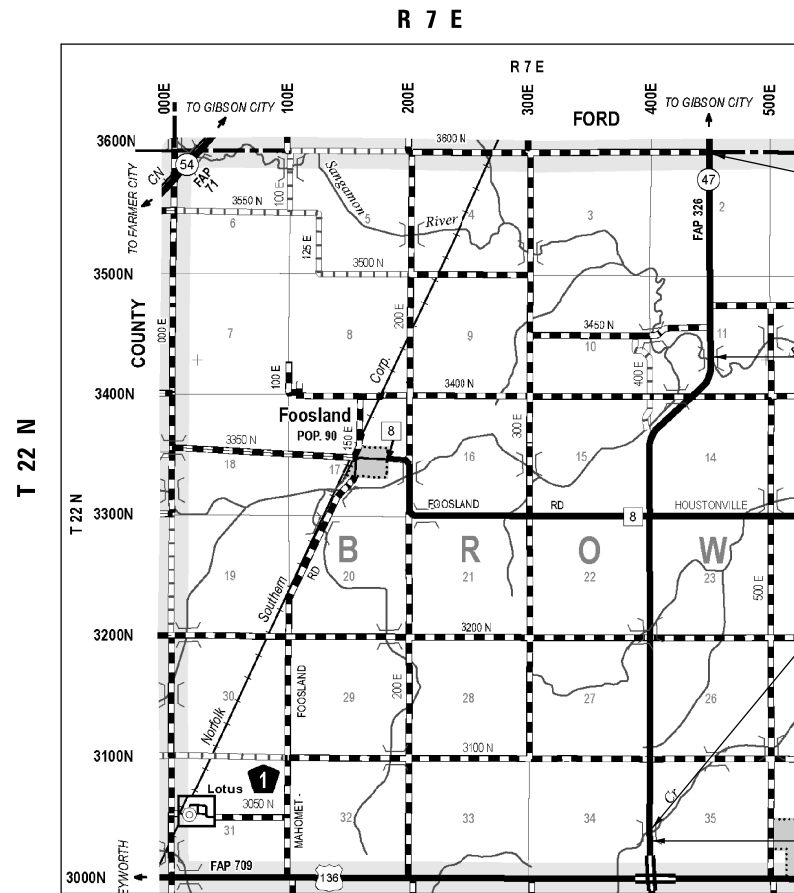 R 7 E
R 7 E
000E
100E
200E
300E
400E
500E
TO GIBSON CITY
FORD
TO GIBSON CITY
3600N
3600 N
CN
54
FAP
71
47
TO FARMER CITY
100 E
3550 N
Sangamon
River
6
5
4
3
2
FAP 326
125 E
3500 N
3500N
COUNTY
000 E
200 E
7
8
9
3450 N
10
11
100 E
Corp.
400 E
3400N
3400 N
Foosland
POP. 90
150 E
8
300 E
T 22 N
3350 N
18
17
16
15
14
T 22 N
3300N
FOOSLAND
RD
8
HOUSTONVILLE
B R O W
19
20
21
22
23
RD
Southern
500 E
3200N
3200 N
FOOSLAND
200 E
30
29
28
27
26
Norfolk
3100N
3100 N
Lotus
1
3050 N
31
MAHOMET -
32
33
34
35
Cr
3000N
EYWORTH
FAP 709
136